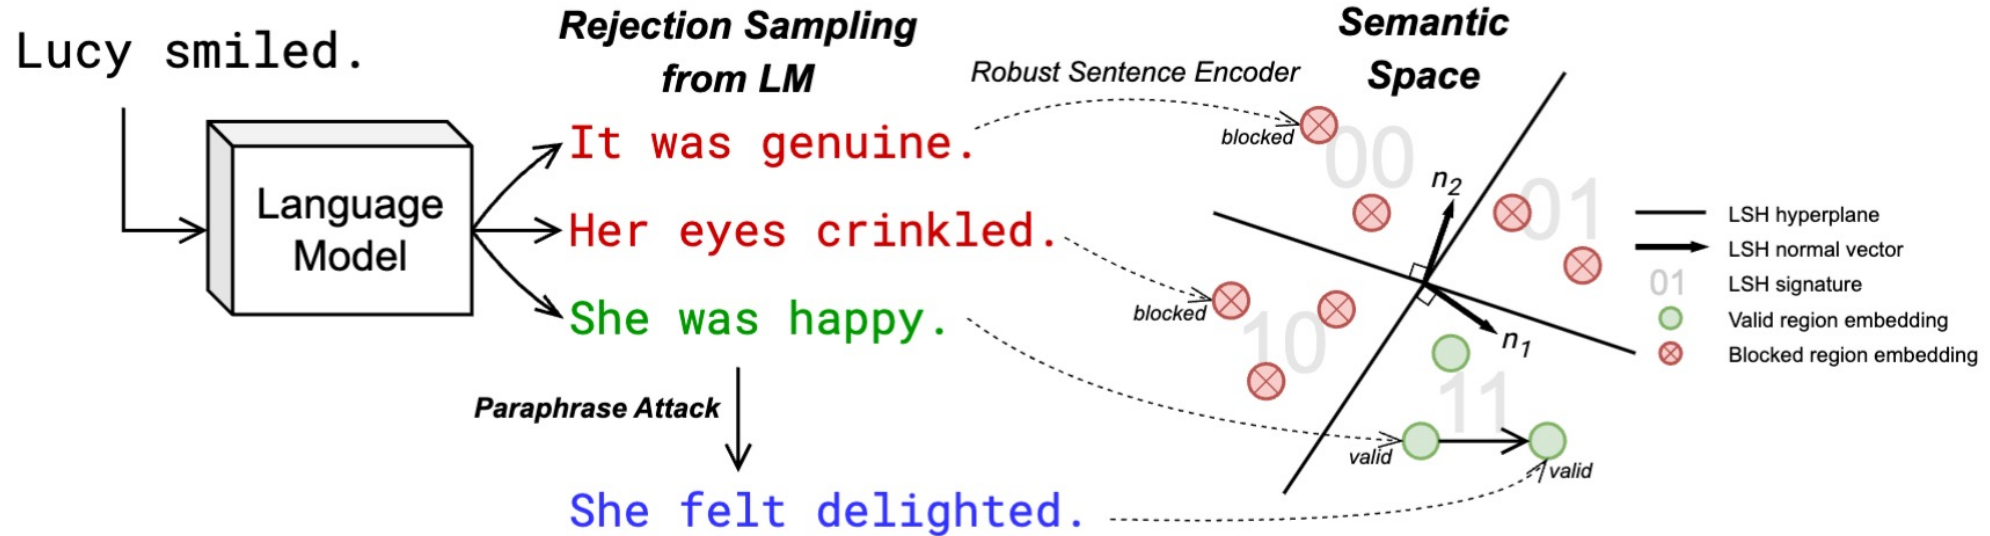 Lucy smiled.
Language
Model
Rejection Sampling
from LM
It was genuine.
Her eyes crinkled.
She was happy.
Paraphrase Attack
She felt delighted.
Robust Sentence Encoder
Semantic
Space
blocked
00
n2
01
blocked
10
n1
11
valid
valid
LSH hyperplane
LSH normal vector
01
LSH signature
Valid region embedding
Blocked region embedding